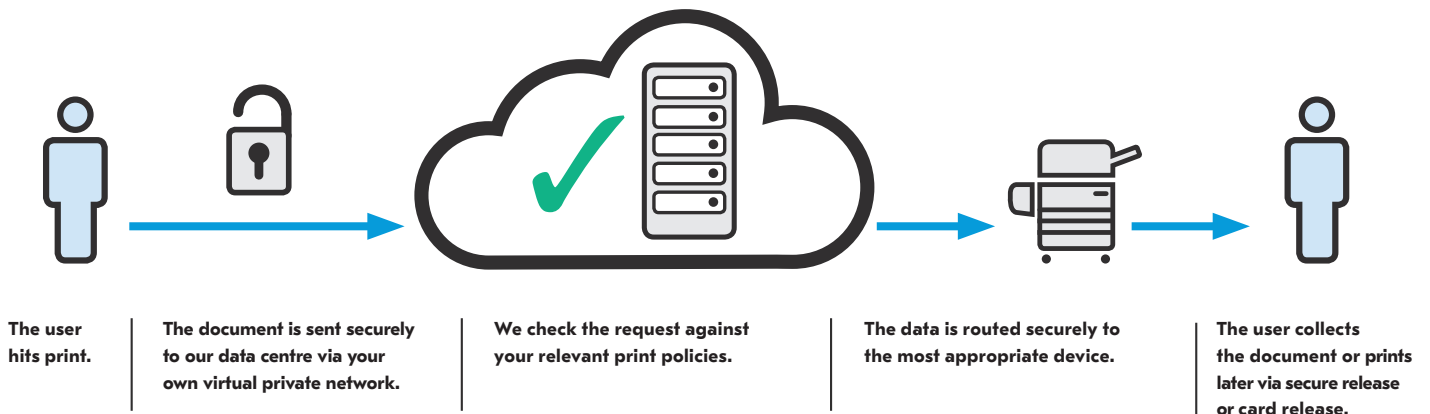 The user
hits print.
The document is sent securely
to our data centre via your
own virtual private network.
We check the request against
your relevant print policies.
The data is routed securely to
the most appropriate device.
The user collects
the document or prints
later via secure release
or card release.